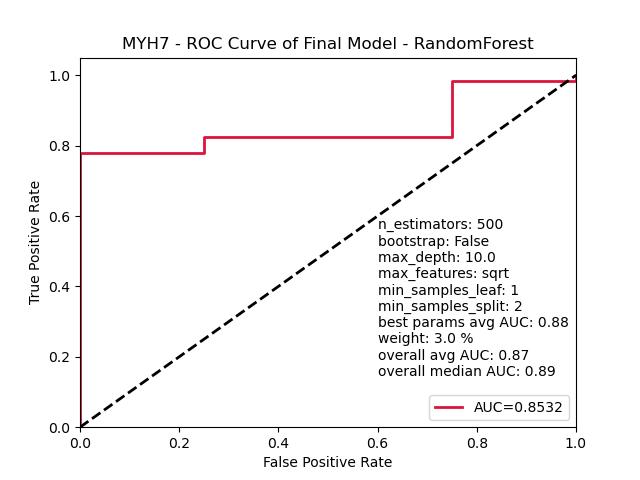 MYH7 - ROC Curve of Final Model - RandomForest
True Positive Rate
1.0
0.8
0.6
0.4
0.2
0.0
n_estimators: 500
bootstrap: False
max_depth: 10.0
max_features: sqrt
min_samples_leaf: 1
min_samples_split: 2
best params avg AUC: 0.88
weight: 3.0 %
overall avg AUC: 0.87
overall median AUC: 0.89
AUC=0.8532
0.0 0.2 0.4 0.6 0.8 1.0
False Positive Rate